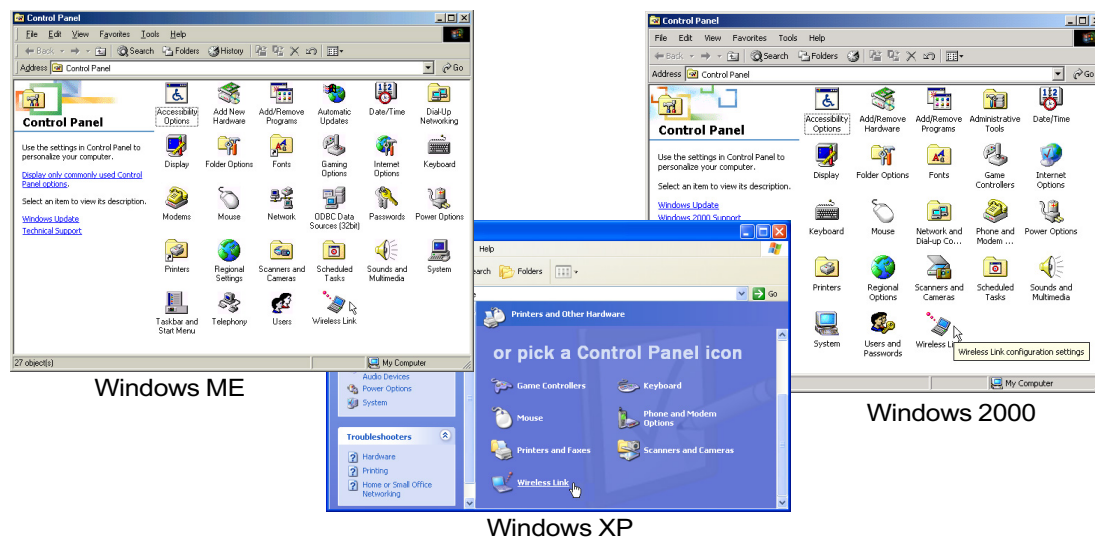 Control Panel
File Edit View Favorites Tools Help
Back Search Folders History
Address Control Panel Go
Control Panel
Use the settings in Control Panel to
personalize your computer.
Display only commonly used Control
Panel options.
Select an item to view its description.
Windows Update
Technical Support
Accessibility
Options
Add New
Hardware
Add/Remove
Programs
Automatic
Updates
Date/Time
Dial-Up
Networking
Display
Folder Options
Fonts
Gaming
Options
Internet
Options
Keyboard
Modems
Mouse
Network
ODBC Data
Sources (32bit)
Passwords
Power Options
Printers
Regional
Settings
Scanners and
Cameras
Scheduled
Tasks
Sounds and
Multimedia
System
Taskbar and
Start Menu
Telephony
Users
Wireless Link
27 object(s) My Computer
Windows ME
Control Panel
File Edit View Favorites Tools Help
Back Search Folders
Address Control Panel Go
Control Panel
Use the settings in Control Panel to
personalize your computer.
Select an item to view its description.
Windows Update
Windows 2000 Support
Accessibility
Options
Add/Remove
Hardware
Add/Remove
Programs
Administrative
Tools
Date/Time
Display
Folder Options
Fonts
Game
Controllers
Internet
Options
Keyboard
Mouse
Network and
Dial-up Co...
Phone and
Modem ...
Power Options
Printers
Regional
Options
Scanners and
Cameras
Scheduled
Tasks
Sounds and
Multimedia
System
Users and
Passwords
Wireless
Wireless Link configuration settings
My Computer
Windows 2000
Help
Folders
Go
Printers and Other Hardware
or pick a Control Panel icon
Game Controllers
Keyboard
Mouse
Phone and Modem
Options
Printers and Faxes
Scanners and Cameras
Wireless Link
Audio Devices
Power Options
System
Troubleshooters
Hardware
Printing
Home or Small Office
Networking
Windows XP